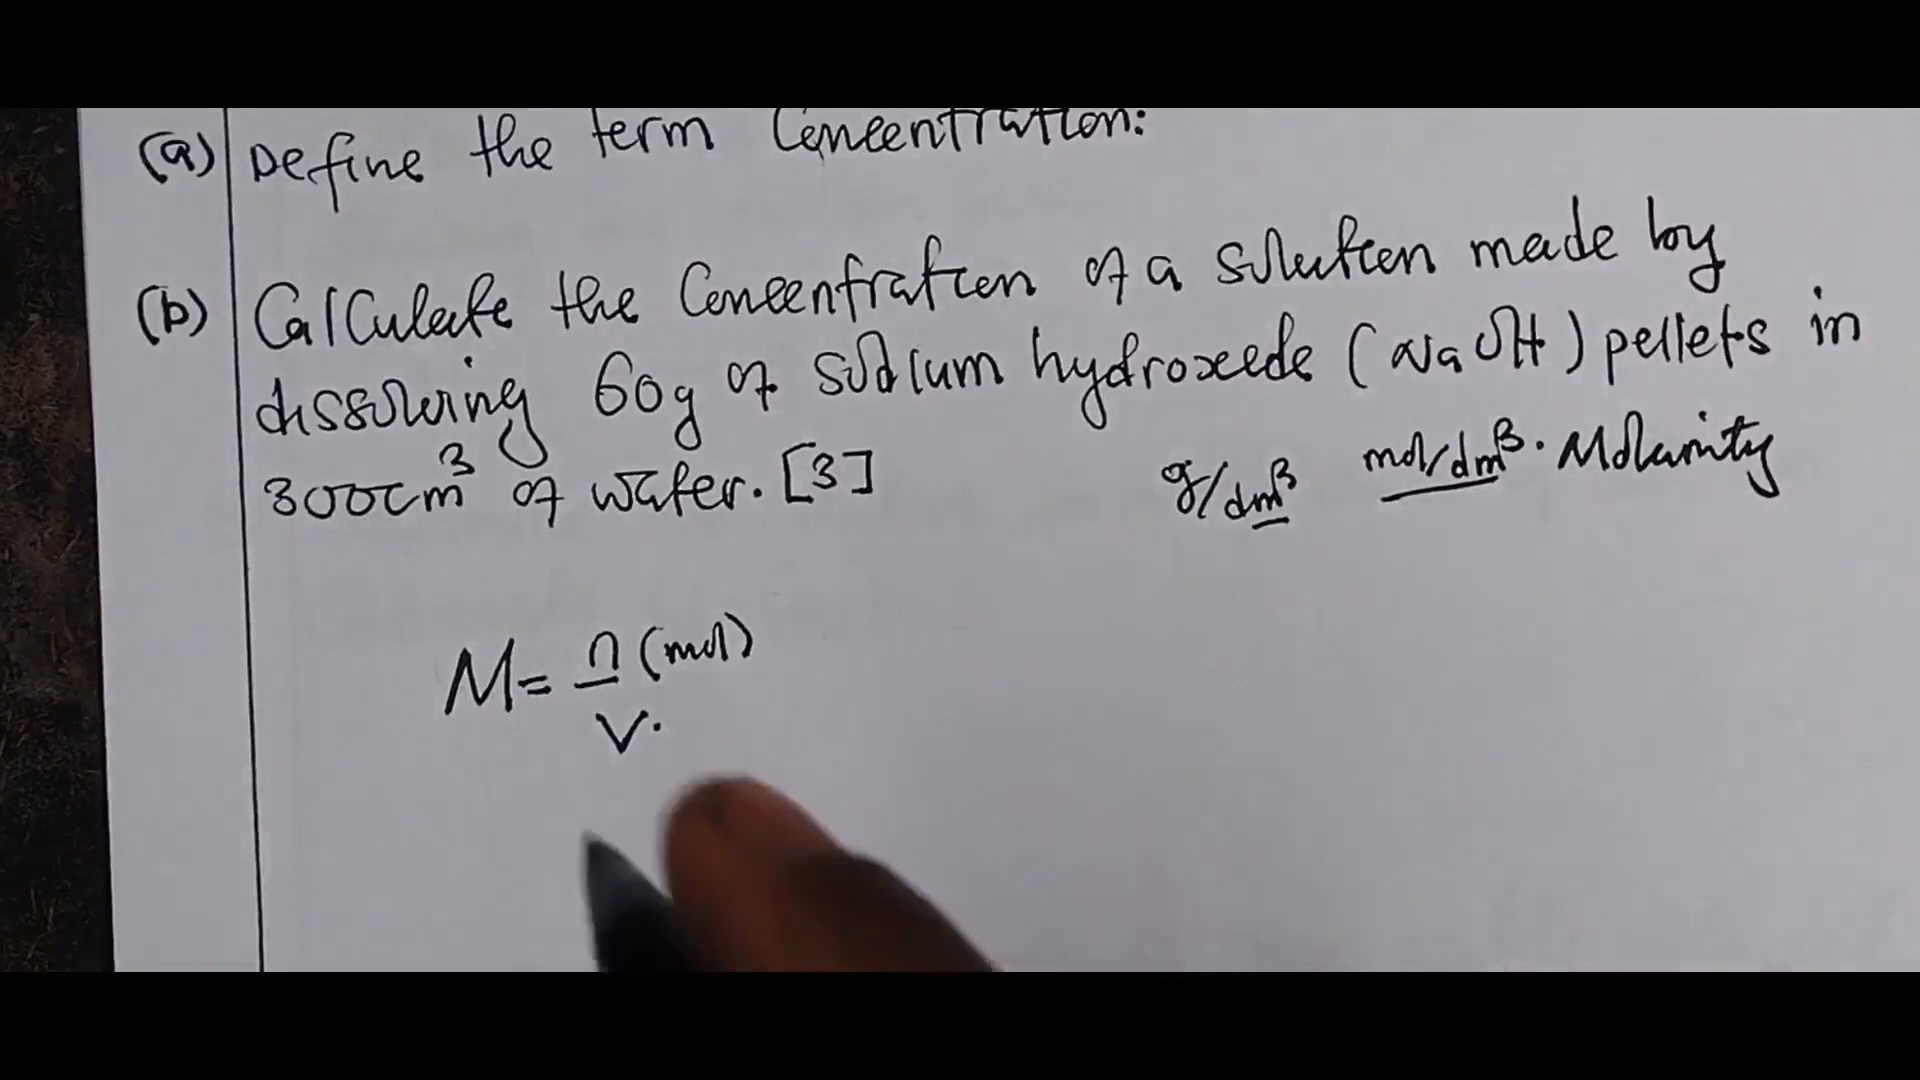 (a) Define the term Concentration:
(b) Calculate the Concentration of a solution made by
dissolving 60g of sodium hydroxide (NaOH) pellets in
300cm³ of water. [3]
g/dm³ mol/dm³. Molarity
M = n (mol)
V.